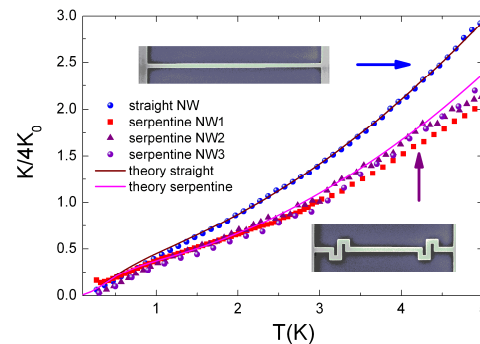 3.0
2.5
2.0
1.5
1.0
0.5
0.0
K/4K₀
straight NW
serpentine NW1
serpentine NW2
serpentine NW3
theory straight
theory serpentine
1 2 3 4 5
T(K)